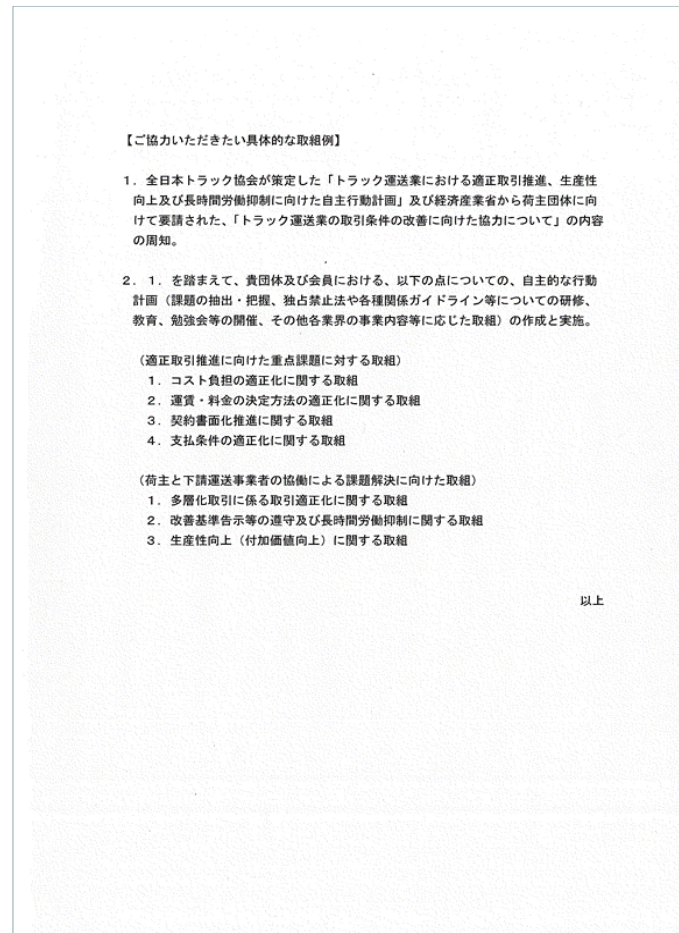 【ご協力いただきたい具体的な取組例】
１．全日本トラック協会が策定した「トラック運送業における適正取引推進、生産性
向上及び長時間労働抑制に向けた自主行動計画」及び経済産業省から荷主団体に向
けて要請された、「トラック運送業の取引条件の改善に向けた協力について」の内容
の周知。
２．１．を踏まえて、貴団体及び会員における、以下の点についての、自主的な行動
計画（課題の抽出・把握、独占禁止法や各種関係ガイドライン等についての研修、
教育、勉強会等の開催、その他各業界の事業内容等に応じた取組）の作成と実施。
（適正取引推進に向けた重点課題に対する取組）
１．コスト負担の適正化に関する取組
２．運賃・料金の決定方法の適正化に関する取組
３．契約書面化推進に関する取組
４．支払条件の適正化に関する取組
（荷主と下請運送事業者の協働による課題解決に向けた取組）
１．多層化取引に係る取引適正化に関する取組
２．改善基準告示等の遵守及び長時間労働抑制に関する取組
３．生産性向上（付加価値向上）に関する取組
以上